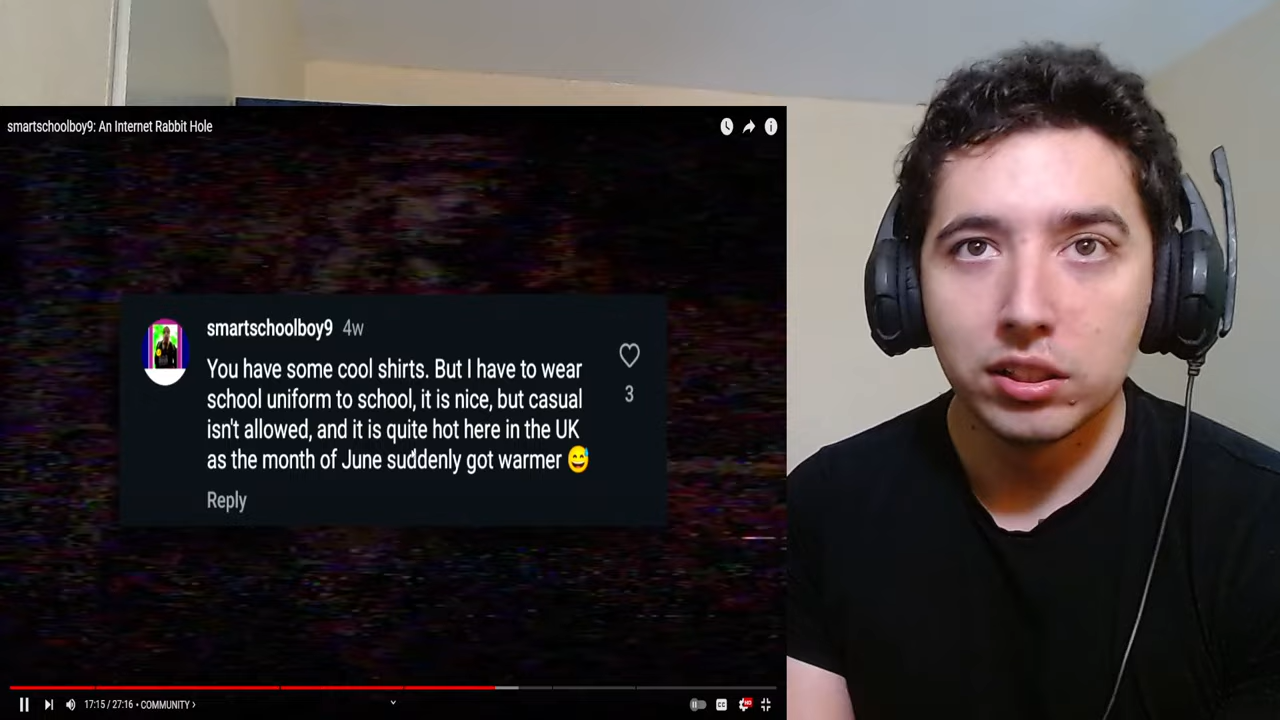 smartschoolboy9: An Internet Rabbit Hole
smartschoolboy9 4w
You have some cool shirts. But I have to wear
school uniform to school, it is nice, but casual
isn't allowed, and it is quite hot here in the UK
as the month of June suddenly got warmer 😅
3
Reply
17:15 / 27:16 • COMMUNITY ›
CC
HD